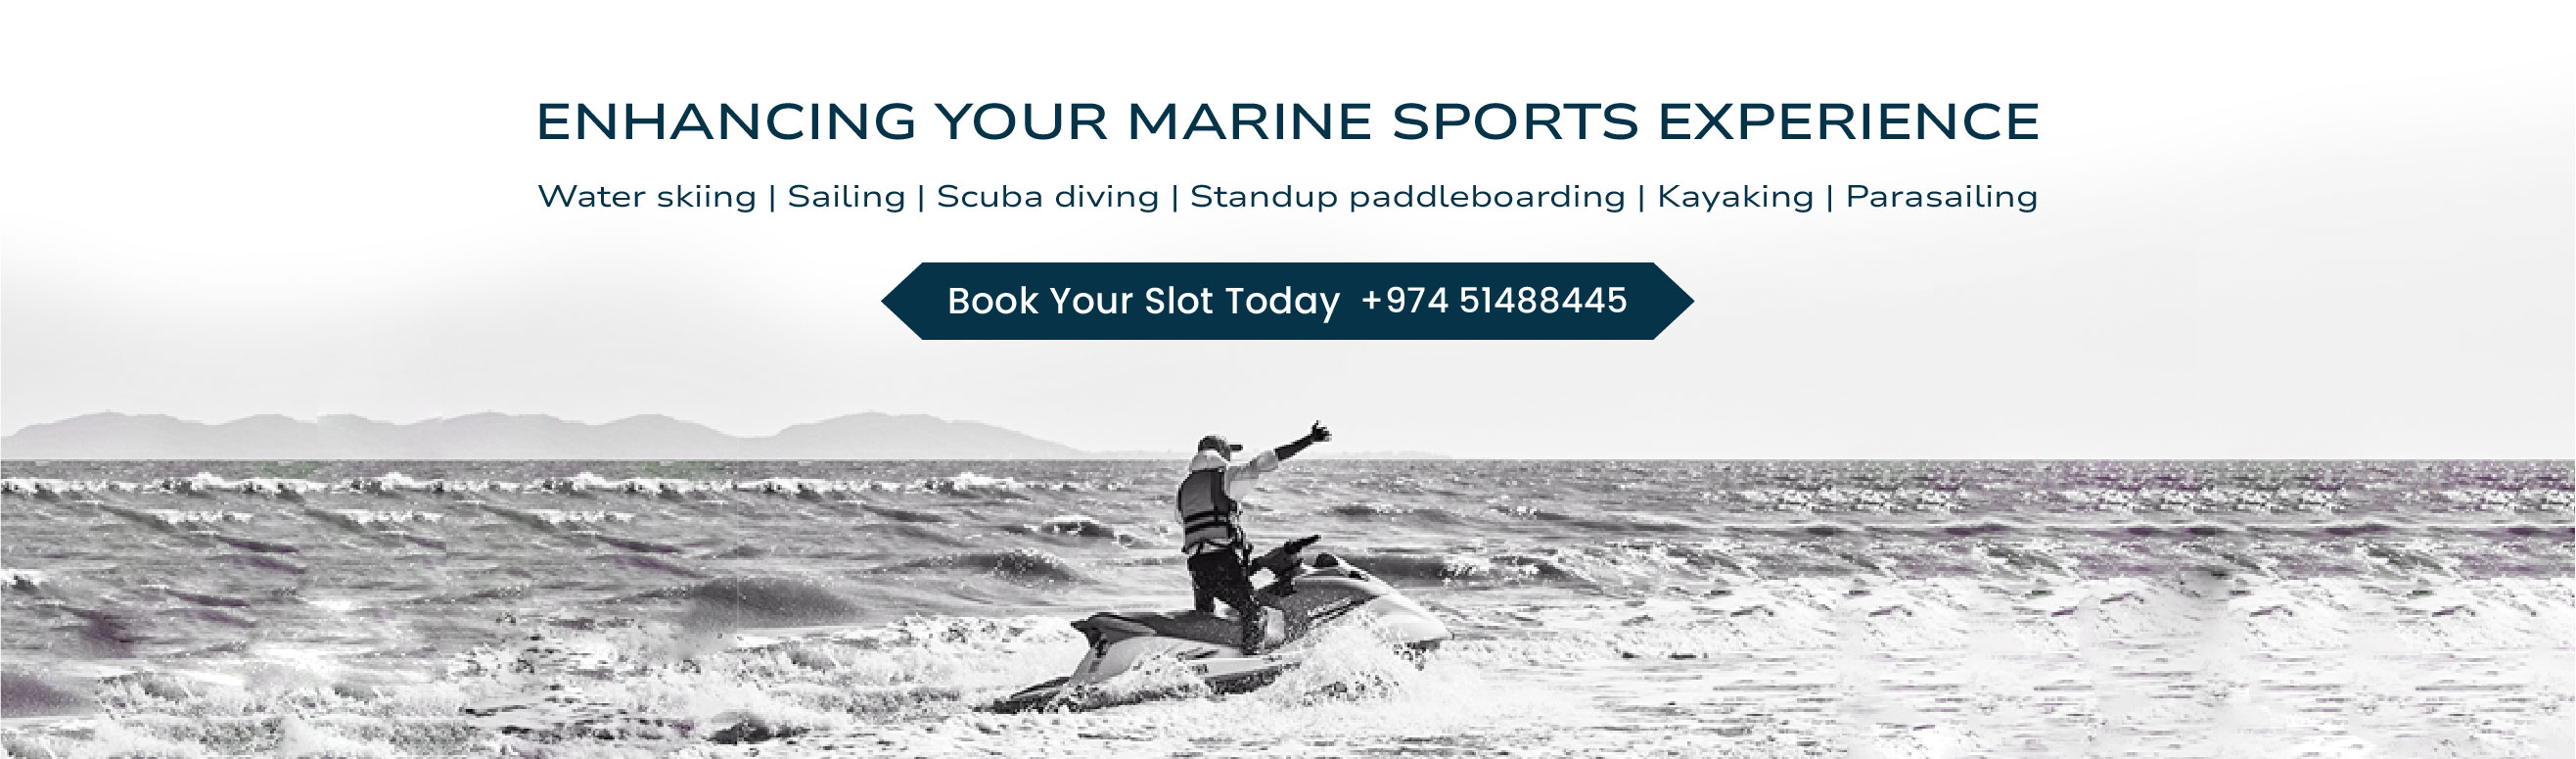 ENHANCING YOUR MARINE SPORTS EXPERIENCE
Water skiing | Sailing | Scuba diving | Standup paddleboarding | Kayaking | Parasailing
Book Your Slot Today +974 51488445